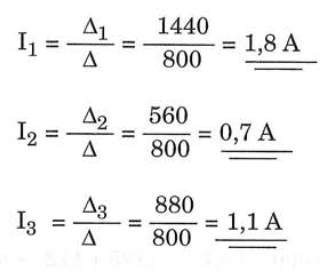 I₁ = Δ₁/Δ = 1440/800 = 1,8 A
I₂ = Δ₂/Δ = 560/800 = 0,7 A
I₃ = Δ₃/Δ = 880/800 = 1,1 A